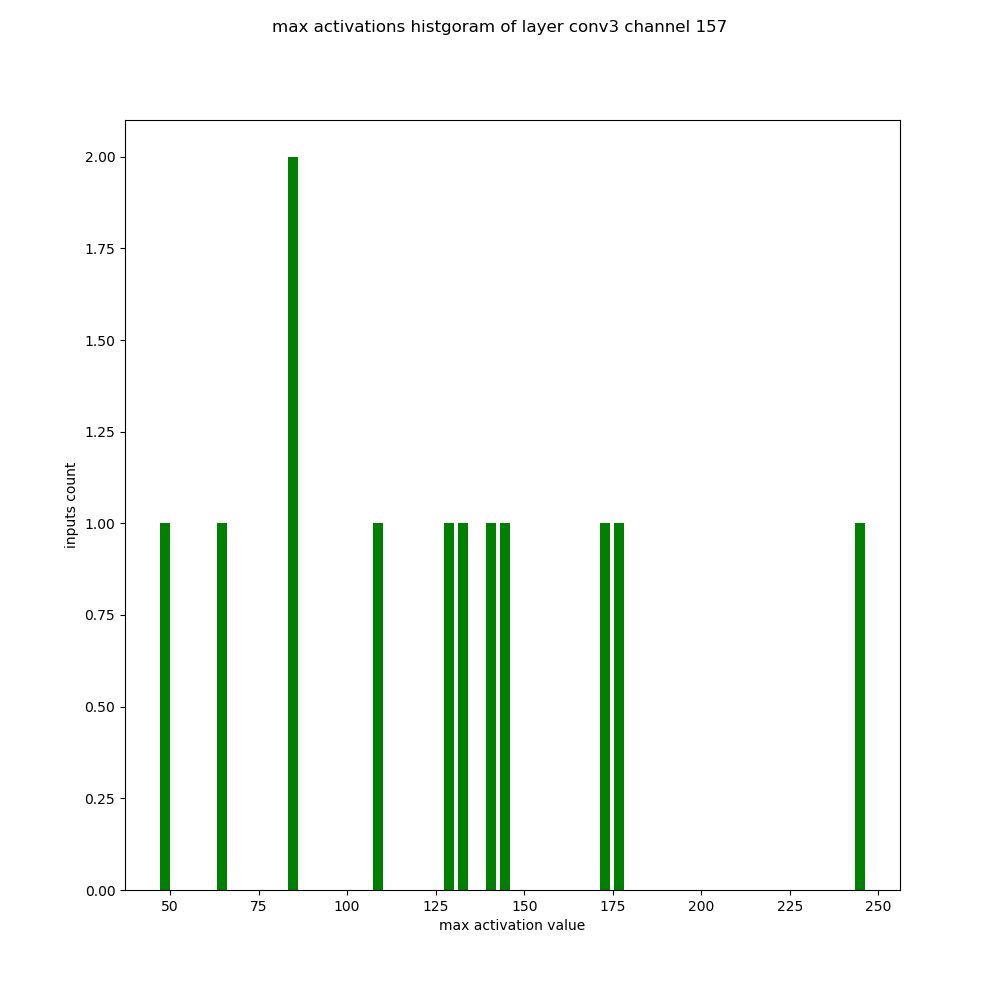 max activations histgoram of layer conv3 channel 157
2.00
1.75
1.50
1.25
1.00
0.75
0.50
0.25
0.00
inputs count
50 75 100 125 150 175 200 225 250
max activation value